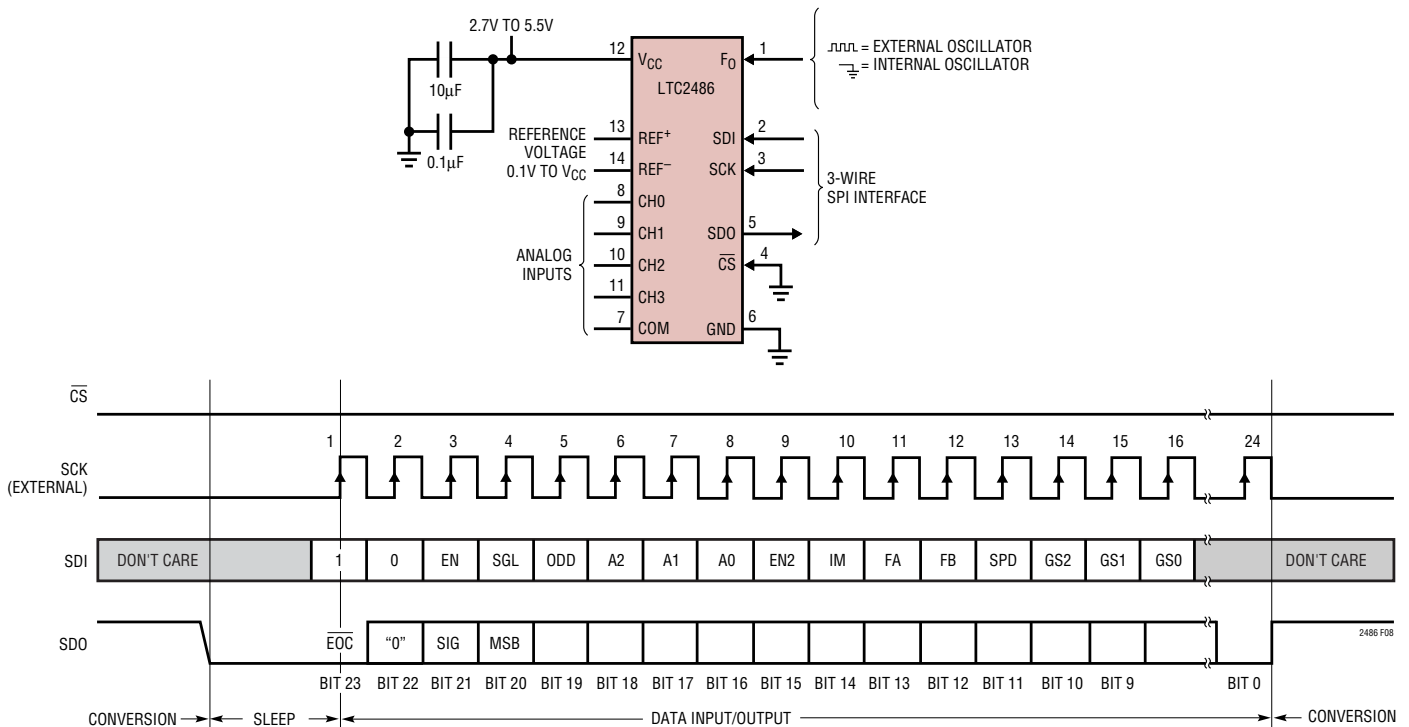 2.7V TO 5.5V
10µF
0.1µF
REFERENCE
VOLTAGE
0.1V TO VCC
ANALOG
INPUTS
12
13
14
8
9
10
11
7
VCC
FO
LTC2486
REF+
SDI
REF–
SCK
CH0
CH1
SDO
CH2
CS
CH3
COM
GND
1
2
3
5
4
6
= EXTERNAL OSCILLATOR
= INTERNAL OSCILLATOR
3-WIRE
SPI INTERFACE
CS
1 2 3 4 5 6 7 8 9 10 11 12 13 14 15 16 24
SCK
(EXTERNAL)
SDI DON'T CARE 1 0 EN SGL ODD A2 A1 A0 EN2 IM FA FB SPD GS2 GS1 GS0 DON'T CARE
SDO EOC "0" SIG MSB
2486 F08
BIT 23 BIT 22 BIT 21 BIT 20 BIT 19 BIT 18 BIT 17 BIT 16 BIT 15 BIT 14 BIT 13 BIT 12 BIT 11 BIT 10 BIT 9 BIT 0
CONVERSION SLEEP DATA INPUT/OUTPUT CONVERSION